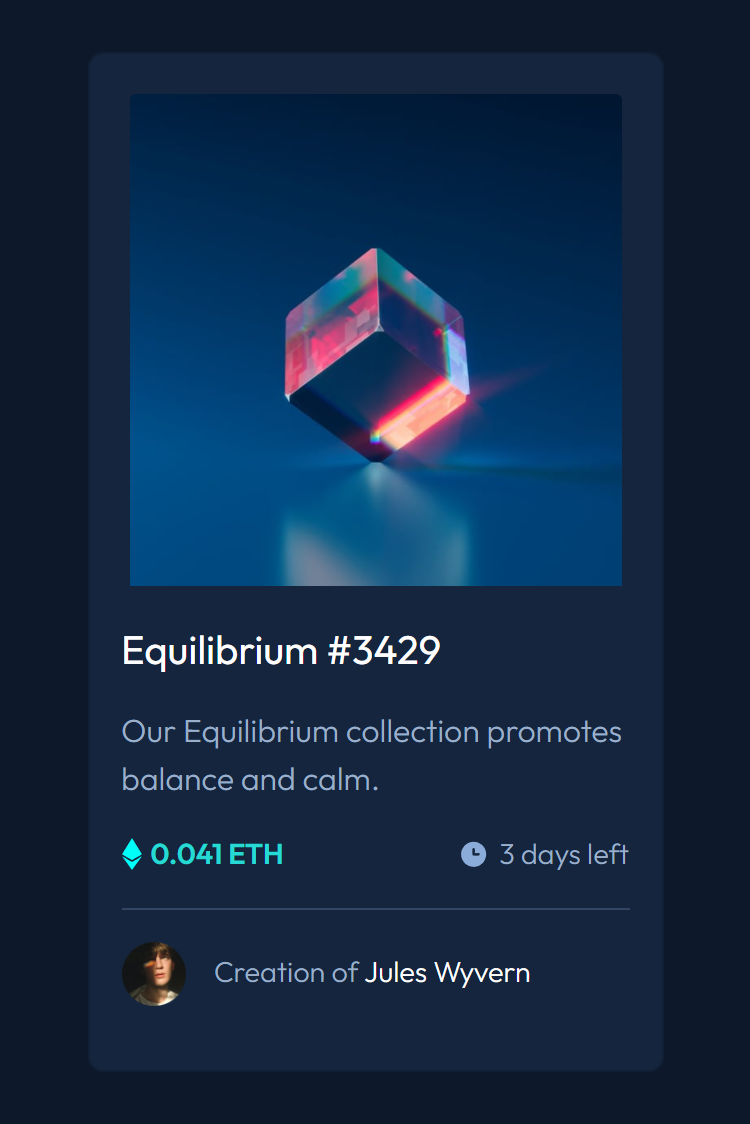 Equilibrium #3429
Our Equilibrium collection promotes
balance and calm.
0.041 ETH
3 days left
Creation of Jules Wyvern